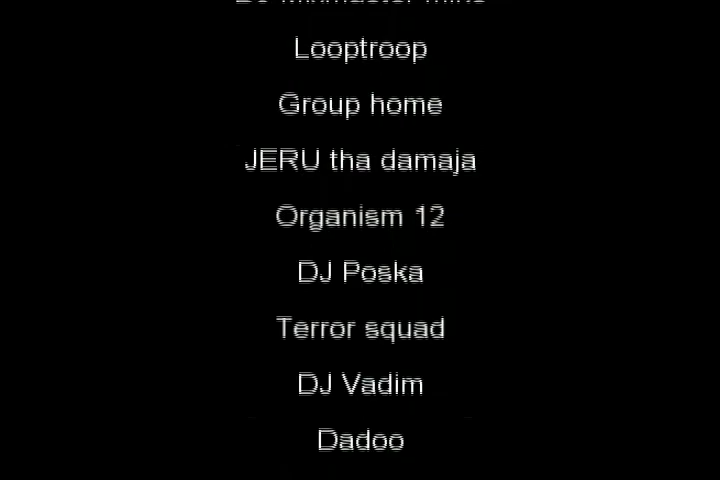 Looptroop
Group home
JERU tha damaja
Organism 12
DJ Poska
Terror squad
DJ Vadim
Dadoo